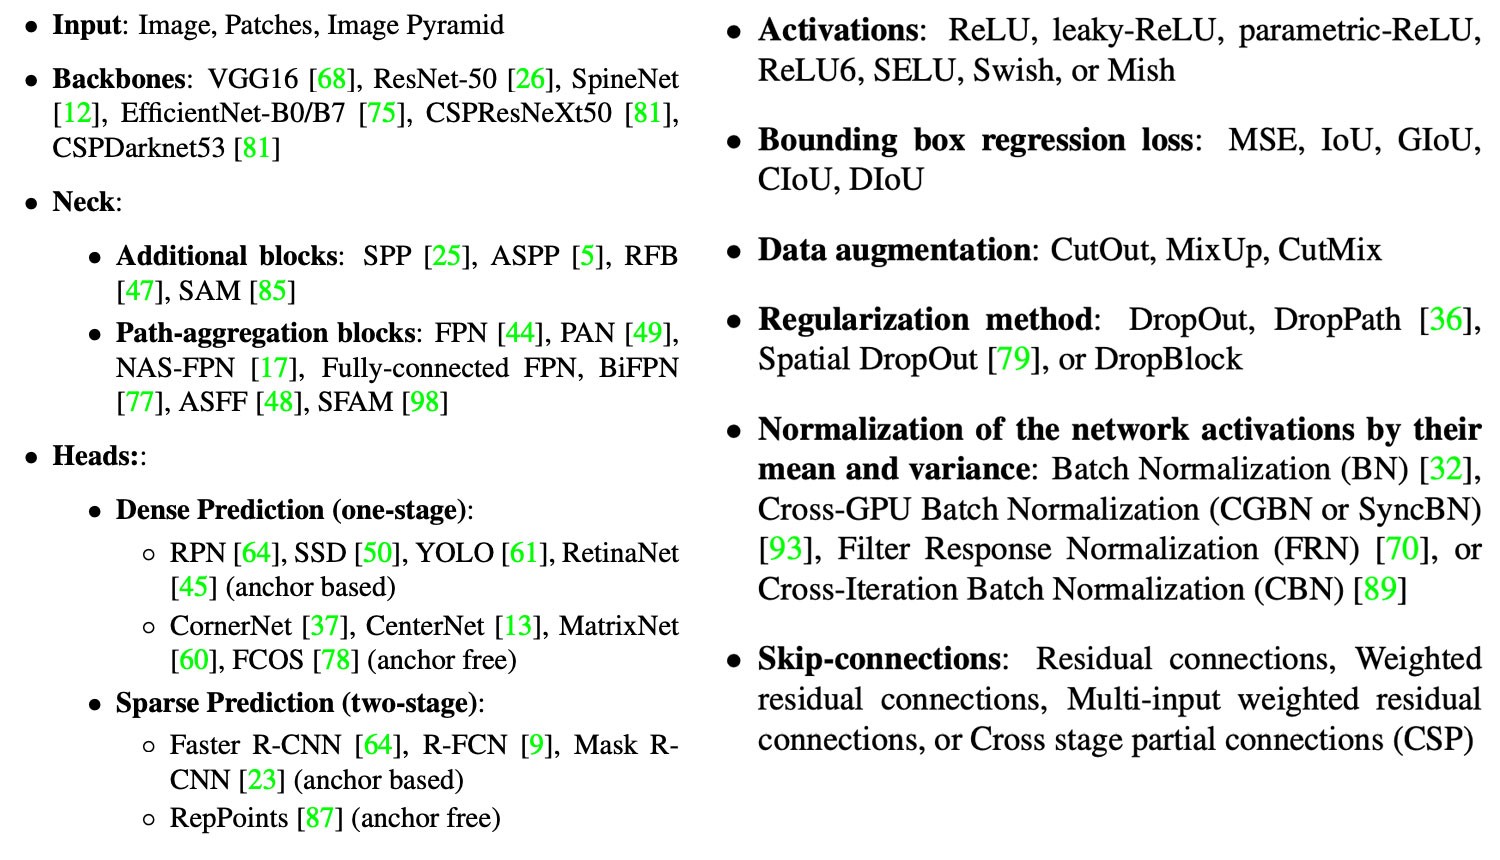 • Input: Image, Patches, Image Pyramid
• Backbones: VGG16 [68], ResNet-50 [26], SpineNet
[12], EfficientNet-B0/B7 [75], CSPResNeXt50 [81],
CSPDarknet53 [81]
• Neck:
• Additional blocks: SPP [25], ASPP [5], RFB
[47], SAM [85]
• Path-aggregation blocks: FPN [44], PAN [49],
NAS-FPN [17], Fully-connected FPN, BiFPN
[77], ASFF [48], SFAM [98]
• Heads::
• Dense Prediction (one-stage):
◦ RPN [64], SSD [50], YOLO [61], RetinaNet
[45] (anchor based)
◦ CornerNet [37], CenterNet [13], MatrixNet
[60], FCOS [78] (anchor free)
• Sparse Prediction (two-stage):
◦ Faster R-CNN [64], R-FCN [9], Mask R-
CNN [23] (anchor based)
◦ RepPoints [87] (anchor free)
• Activations: ReLU, leaky-ReLU, parametric-ReLU,
ReLU6, SELU, Swish, or Mish
• Bounding box regression loss: MSE, IoU, GIoU,
CIoU, DIoU
• Data augmentation: CutOut, MixUp, CutMix
• Regularization method: DropOut, DropPath [36],
Spatial DropOut [79], or DropBlock
• Normalization of the network activations by their
mean and variance: Batch Normalization (BN) [32],
Cross-GPU Batch Normalization (CGBN or SyncBN)
[93], Filter Response Normalization (FRN) [70], or
Cross-Iteration Batch Normalization (CBN) [89]
• Skip-connections: Residual connections, Weighted
residual connections, Multi-input weighted residual
connections, or Cross stage partial connections (CSP)